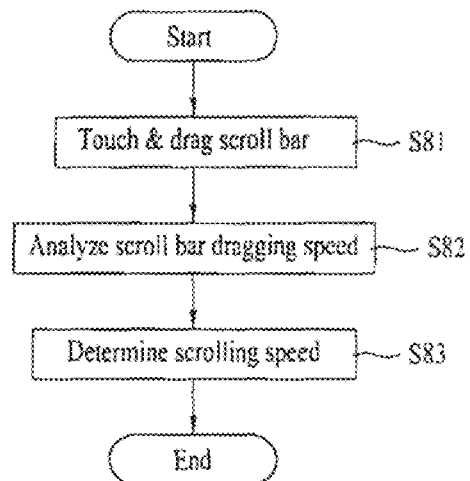 Start
Touch & drag scroll bar
S81
Analyze scroll bar dragging speed
S82
Determine scrolling speed
S83
End